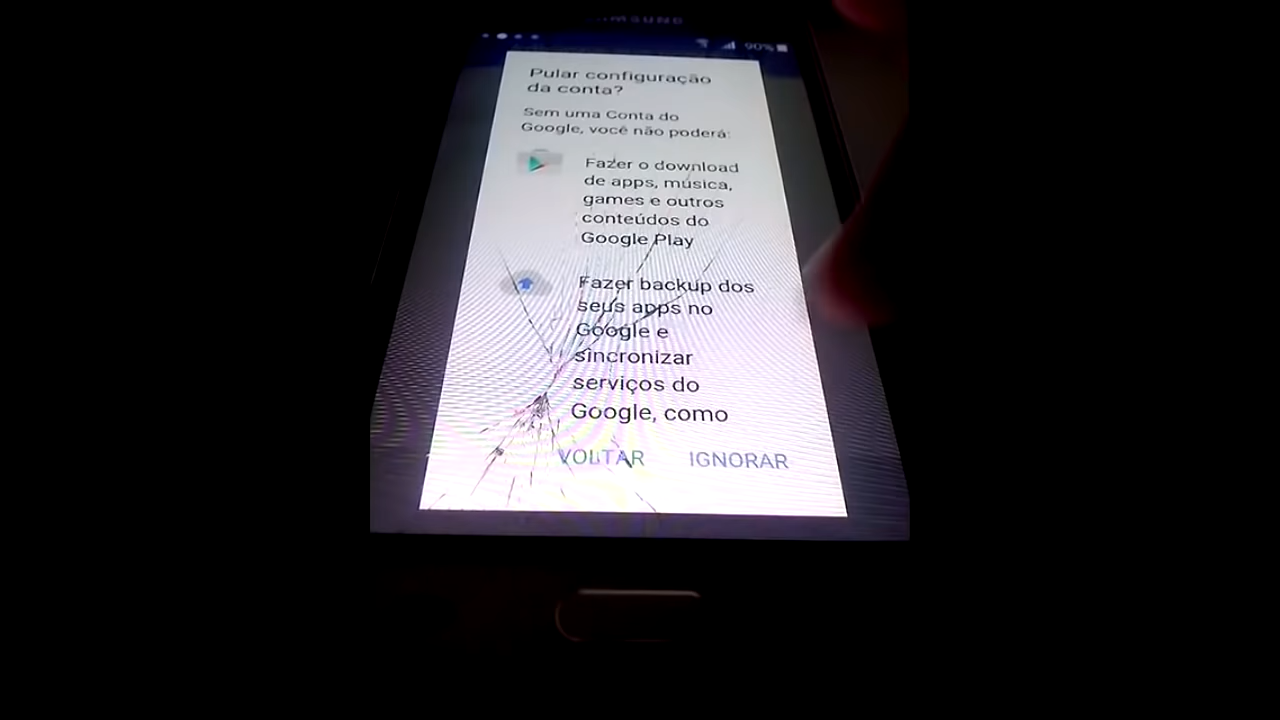 SAMSUNG
90%
Pular configuração
da conta?
Sem uma Conta do
Google, você não poderá:
Fazer o download
de apps, música,
games e outros
conteúdos do
Google Play
Fazer backup dos
seus apps no
Google e
sincronizar
serviços do
Google, como
VOLTAR IGNORAR